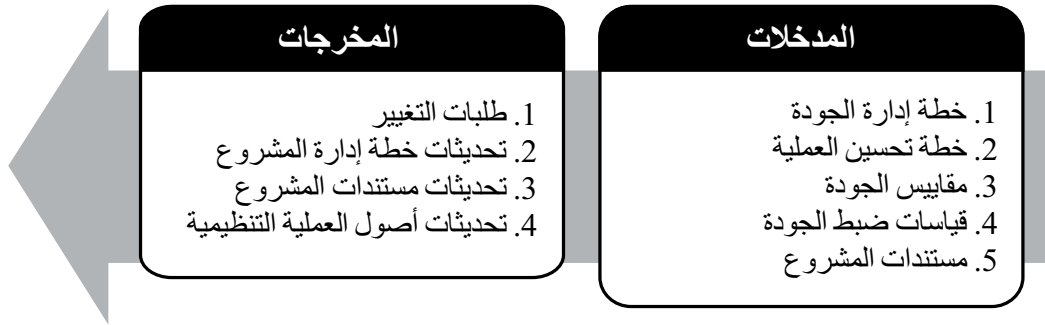 المدخلات
1. خطة إدارة الجودة
2. خطة تحسين العملية
3. مقاييس الجودة
4. قياسات ضبط الجودة
5. مستندات المشروع
المخرجات
1. طلبات التغيير
2. تحديثات خطة إدارة المشروع
3. تحديثات مستندات المشروع
4. تحديثات أصول العملية التنظيمية